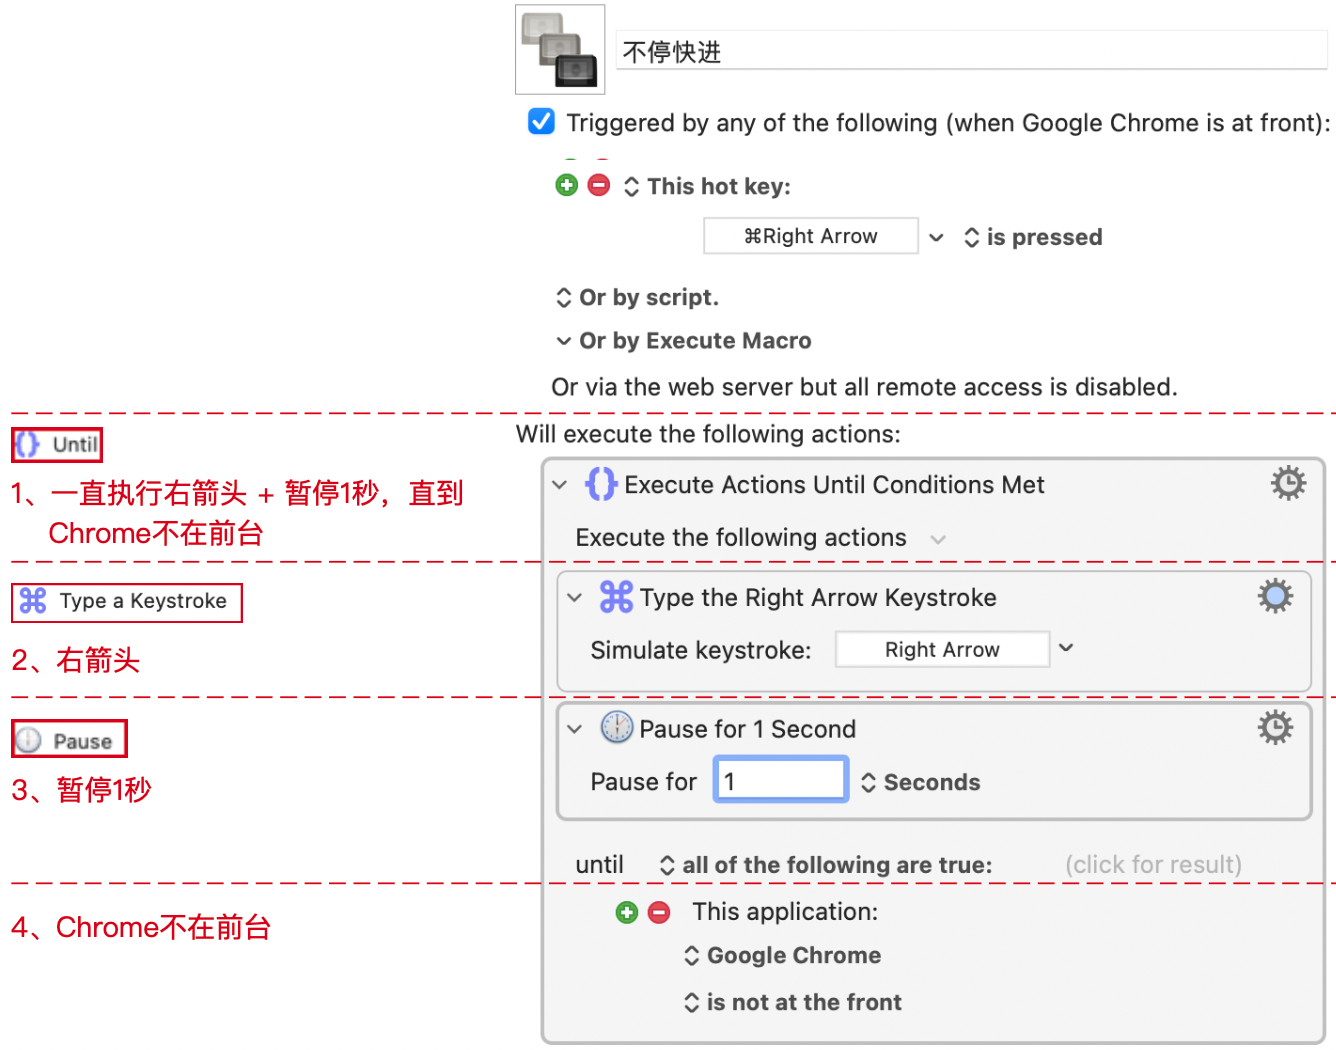 不停快进
Triggered by any of the following (when Google Chrome is at front):
This hot key:
⌘Right Arrow is pressed
Or by script.
Or by Execute Macro
Or via the web server but all remote access is disabled.
Will execute the following actions:
Until
1、一直执行右箭头 + 暂停1秒，直到
Chrome不在前台
Execute Actions Until Conditions Met
Execute the following actions
Type a Keystroke
2、右箭头
Type the Right Arrow Keystroke
Simulate keystroke: Right Arrow
Pause
3、暂停1秒
Pause for 1 Second
Pause for 1 Seconds
until all of the following are true: (click for result)
4、Chrome不在前台
This application:
Google Chrome
is not at the front